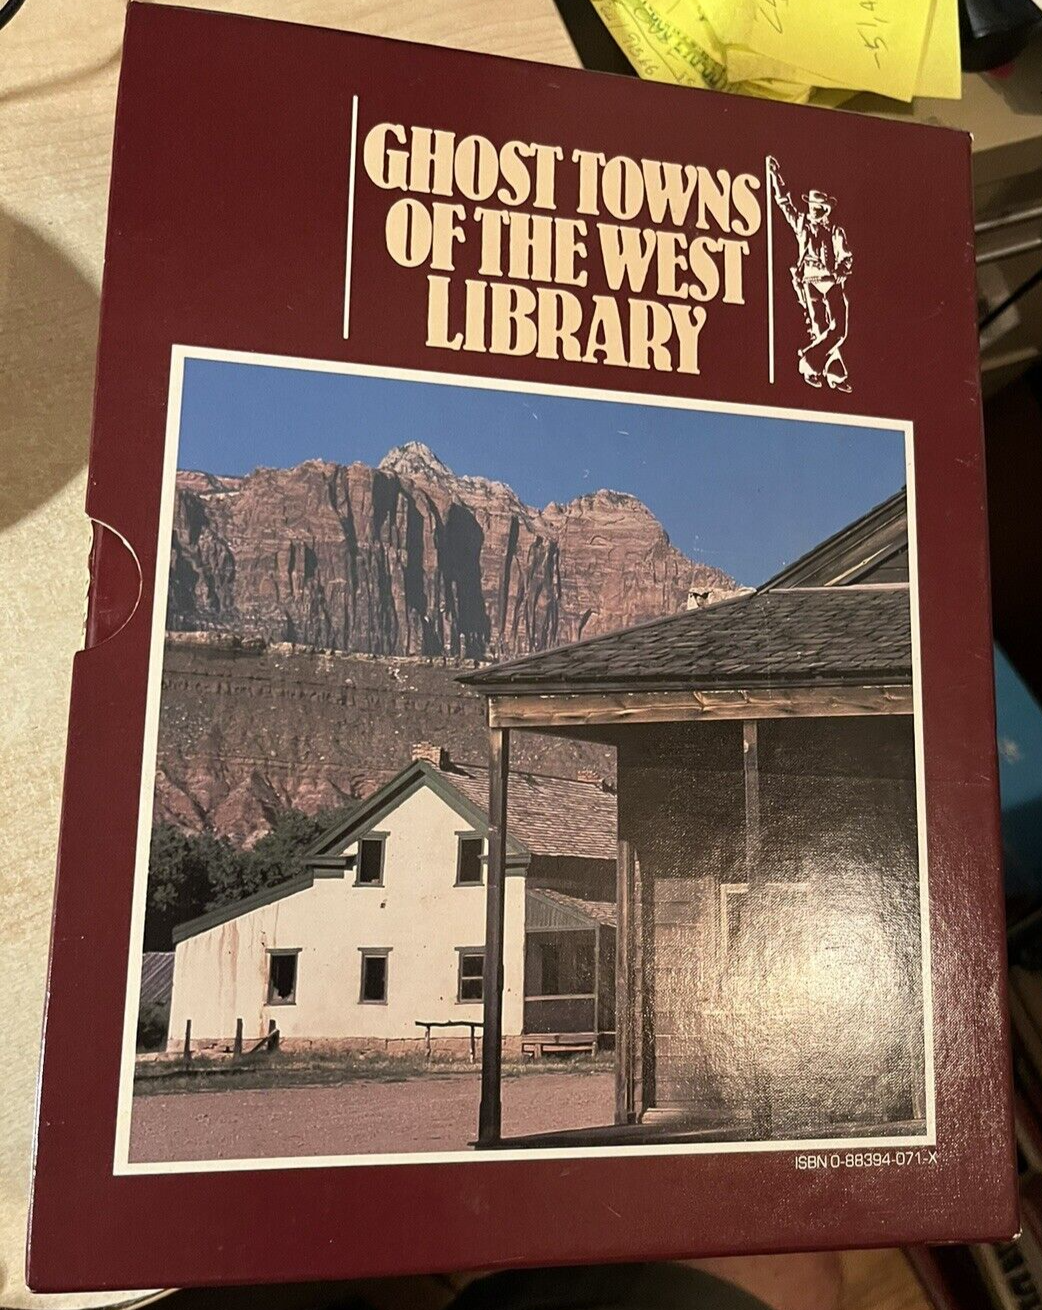 GHOST TOWNS
OF THE WEST
LIBRARY
ISBN 0-88394-071-X